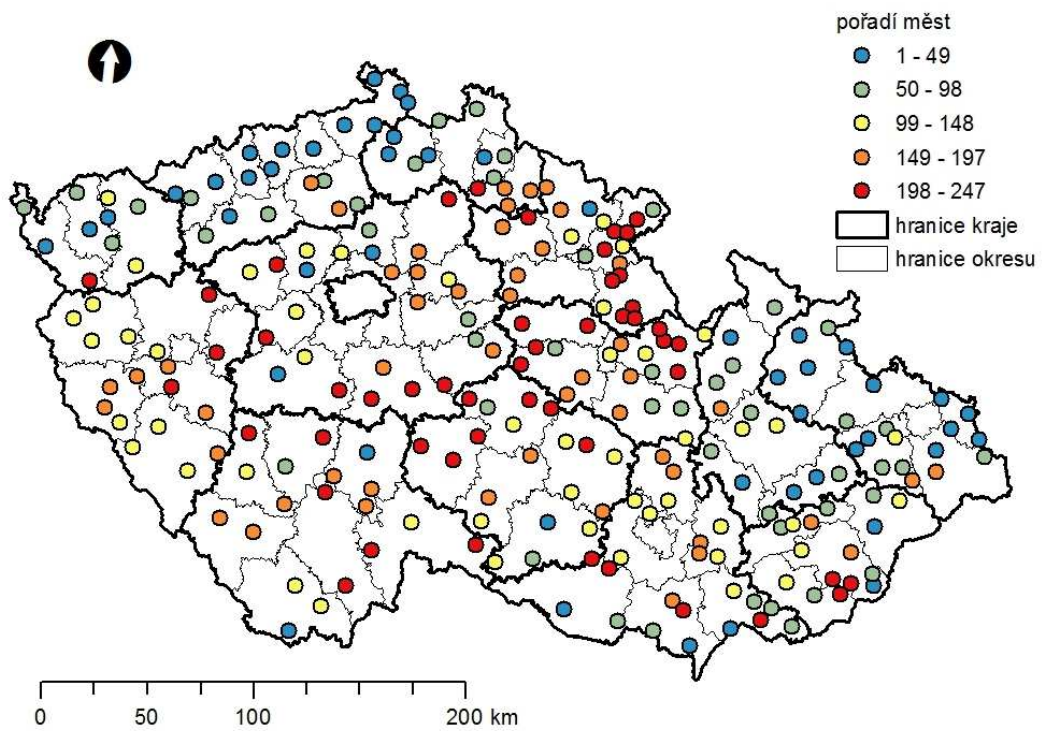 pořadí měst
1 - 49
50 - 98
99 - 148
149 - 197
198 - 247
hranice kraje
hranice okresu
0 50 100 200 km